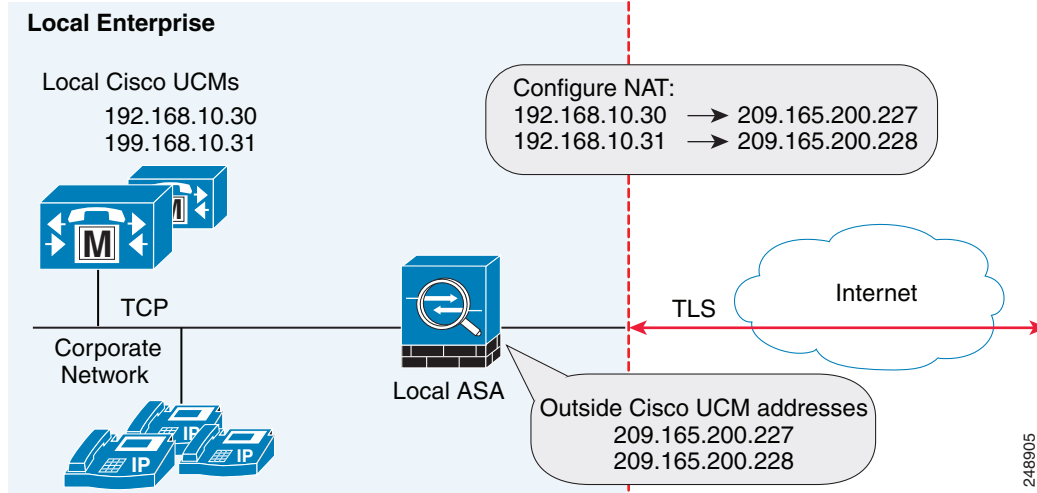 Local Enterprise
Local Cisco UCMs
192.168.10.30
199.168.10.31
Configure NAT:
192.168.10.30 → 209.165.200.227
192.168.10.31 → 209.165.200.228
M
M
TCP
Corporate
Network
IP
IP
IP
Local ASA
TLS
Internet
Outside Cisco UCM addresses
209.165.200.227
209.165.200.228
248905